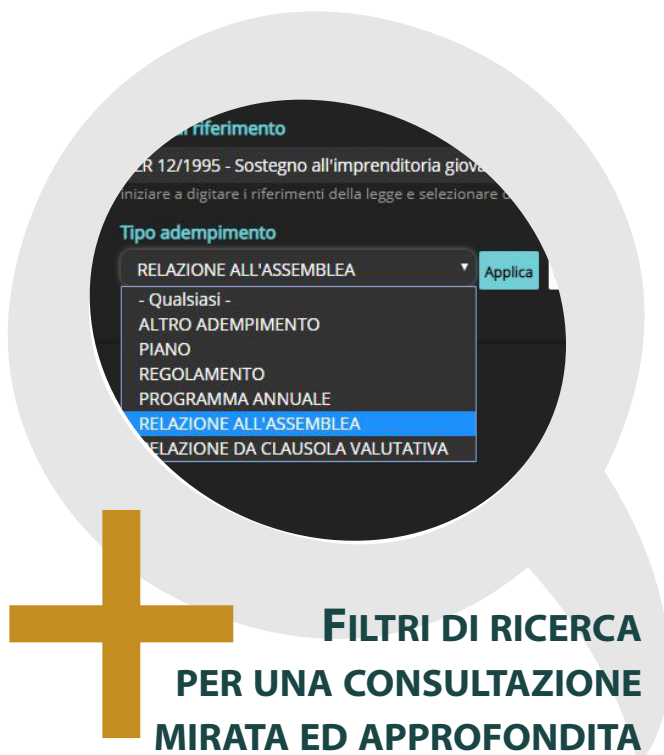 riferimento
12/1995 - Sostegno all'imprenditoria giova
iniziare a digitare i riferimenti della legge e selezionare
Tipo adempimento
RELAZIONE ALL'ASSEMBLEA Applica
- Qualsiasi -
ALTRO ADEMPIMENTO
PIANO
REGOLAMENTO
PROGRAMMA ANNUALE
RELAZIONE ALL'ASSEMBLEA
RELAZIONE DA CLAUSOLA VALUTATIVA
FILTRI DI RICERCA
PER UNA CONSULTAZIONE
MIRATA ED APPROFONDITA